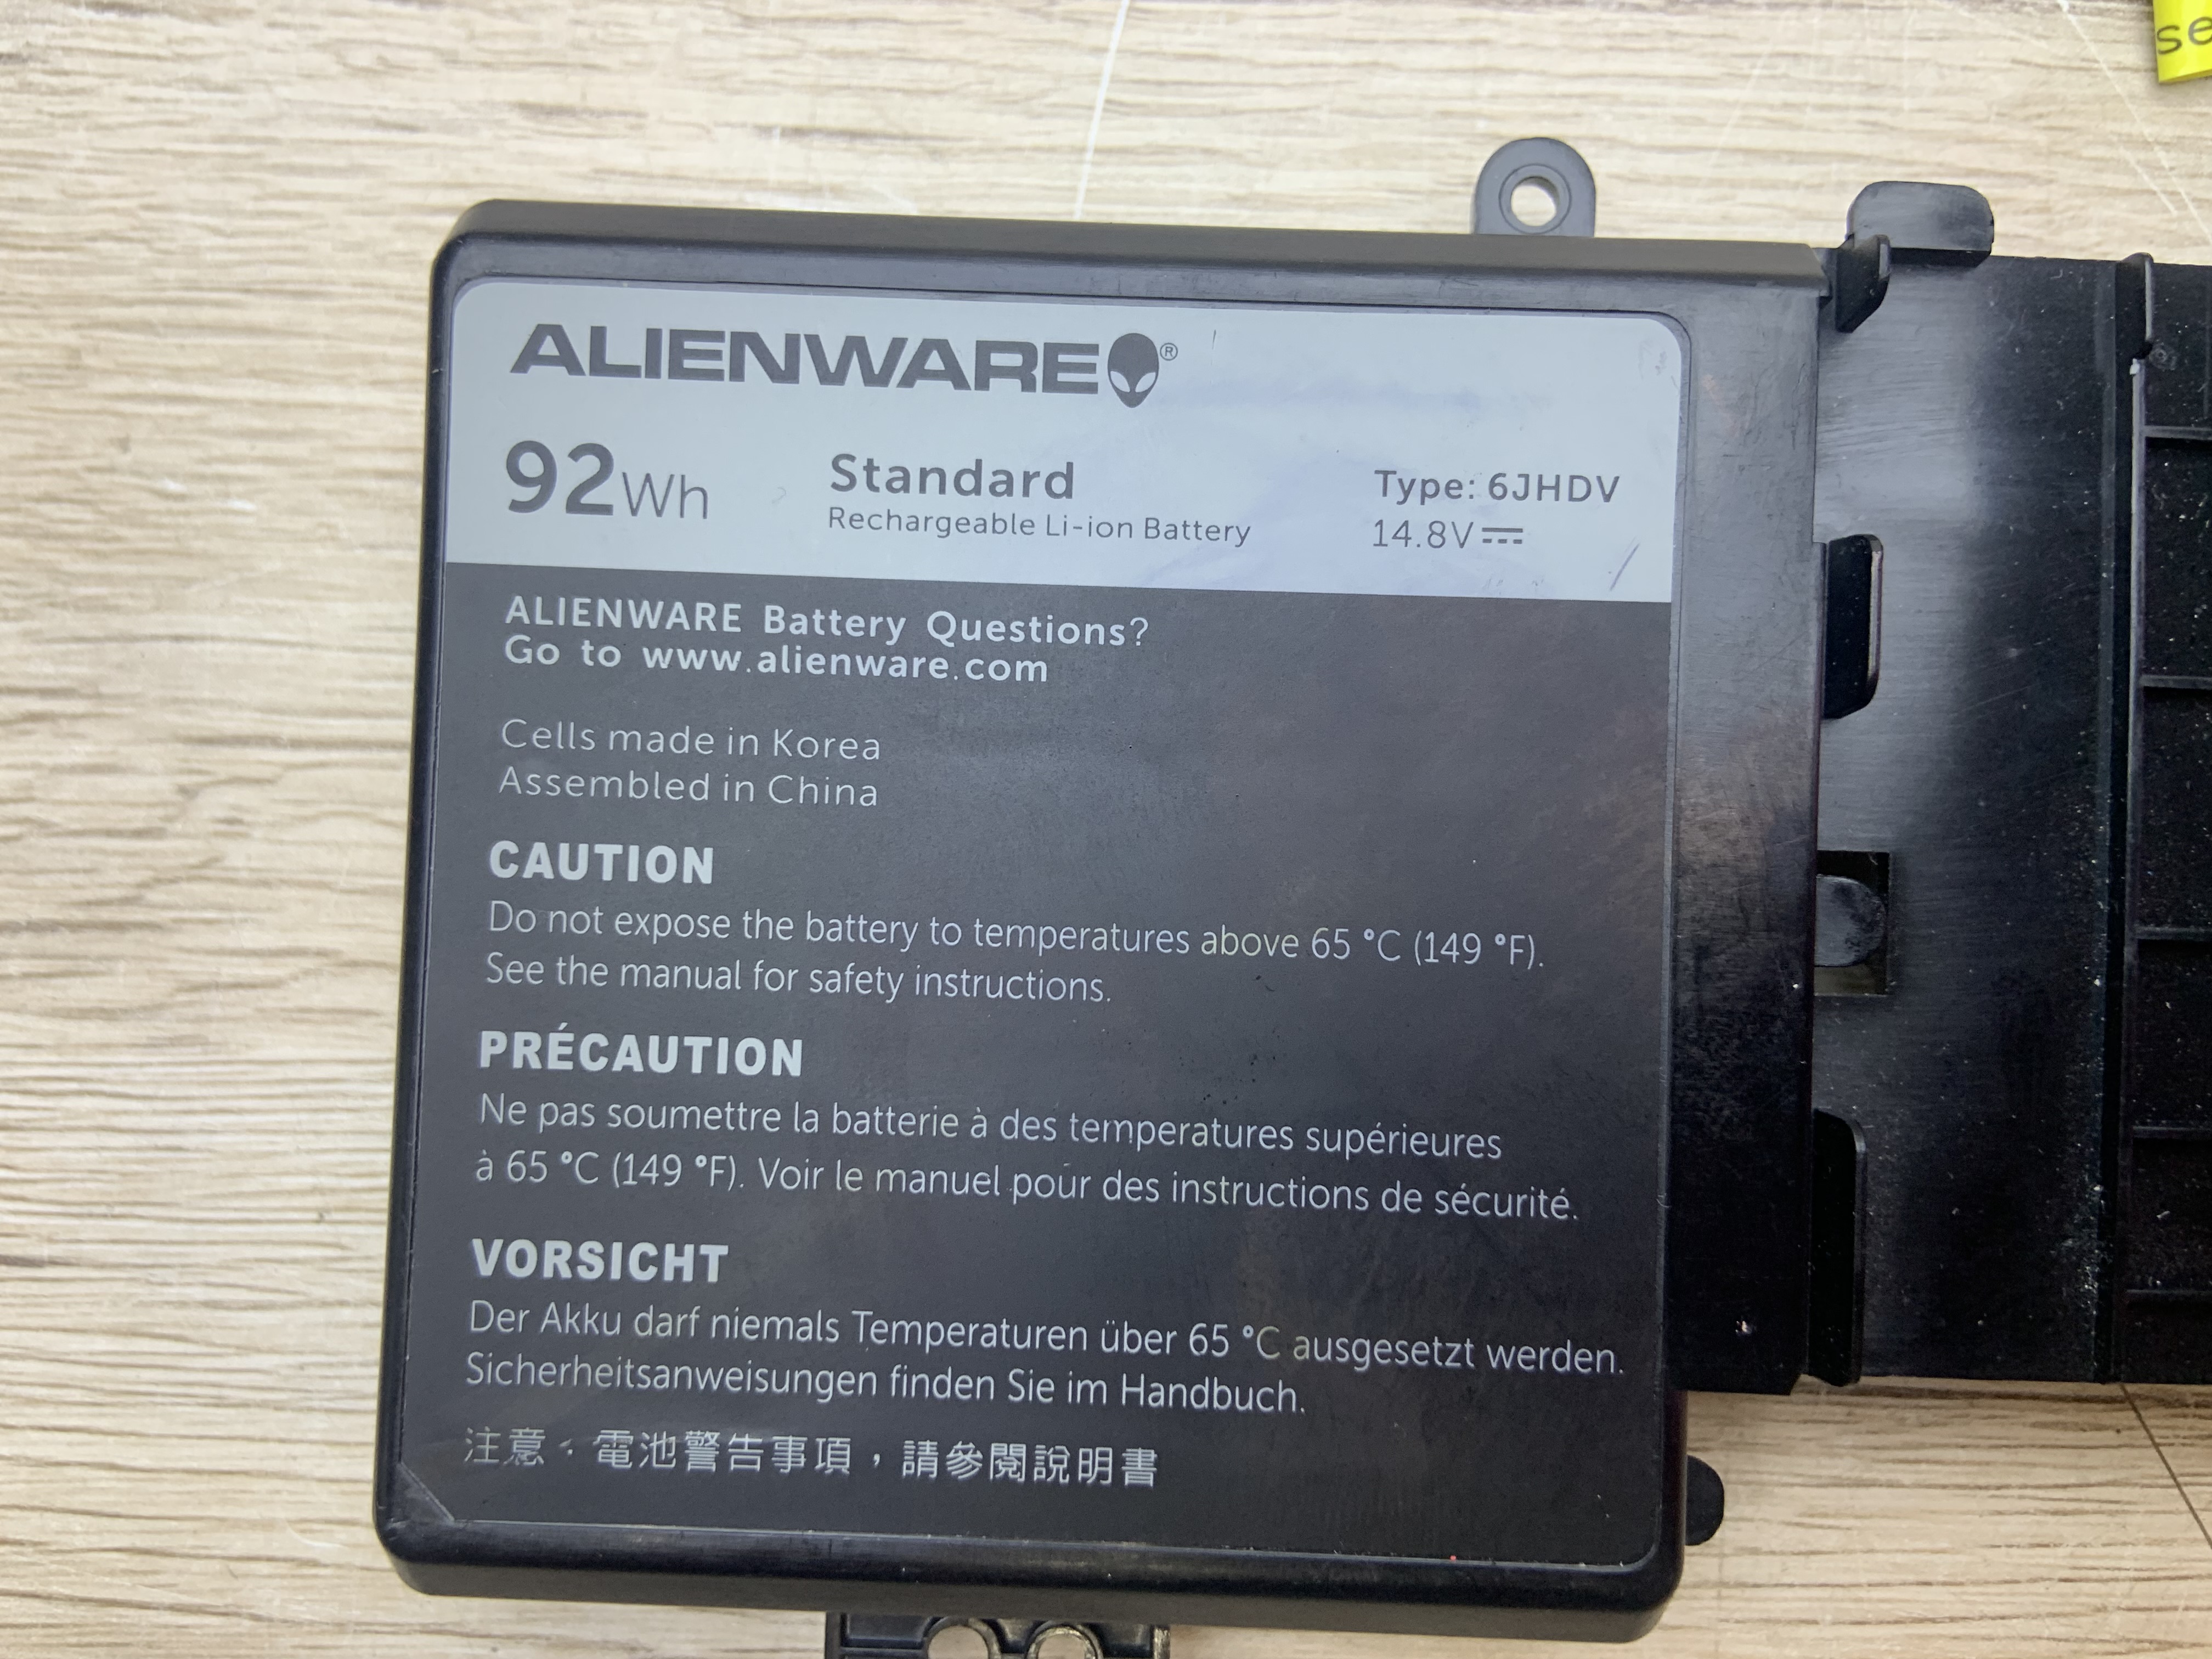 se
ALIENWARE®
92Wh
Standard
Rechargeable Li-ion Battery
Type: 6JHDV
14.8V
ALIENWARE Battery Questions?
Go to www.alienware.com
Cells made in Korea
Assembled in China
CAUTION
Do not expose the battery to temperatures above 65 °C (149 °F).
See the manual for safety instructions.
PRÉCAUTION
Ne pas soumettre la batterie à des temperatures supérieures
à 65 °C (149 °F). Voir le manuel pour des instructions de sécurité.
VORSICHT
Der Akku darf niemals Temperaturen über 65 °C ausgesetzt werden.
Sicherheitsanweisungen finden Sie im Handbuch.
注意：電池警告事項，請參閱說明書